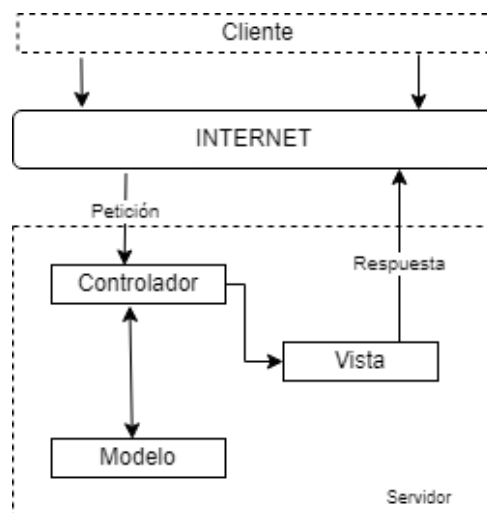 Cliente
INTERNET
Petición
Respuesta
Controlador
Vista
Modelo
Servidor